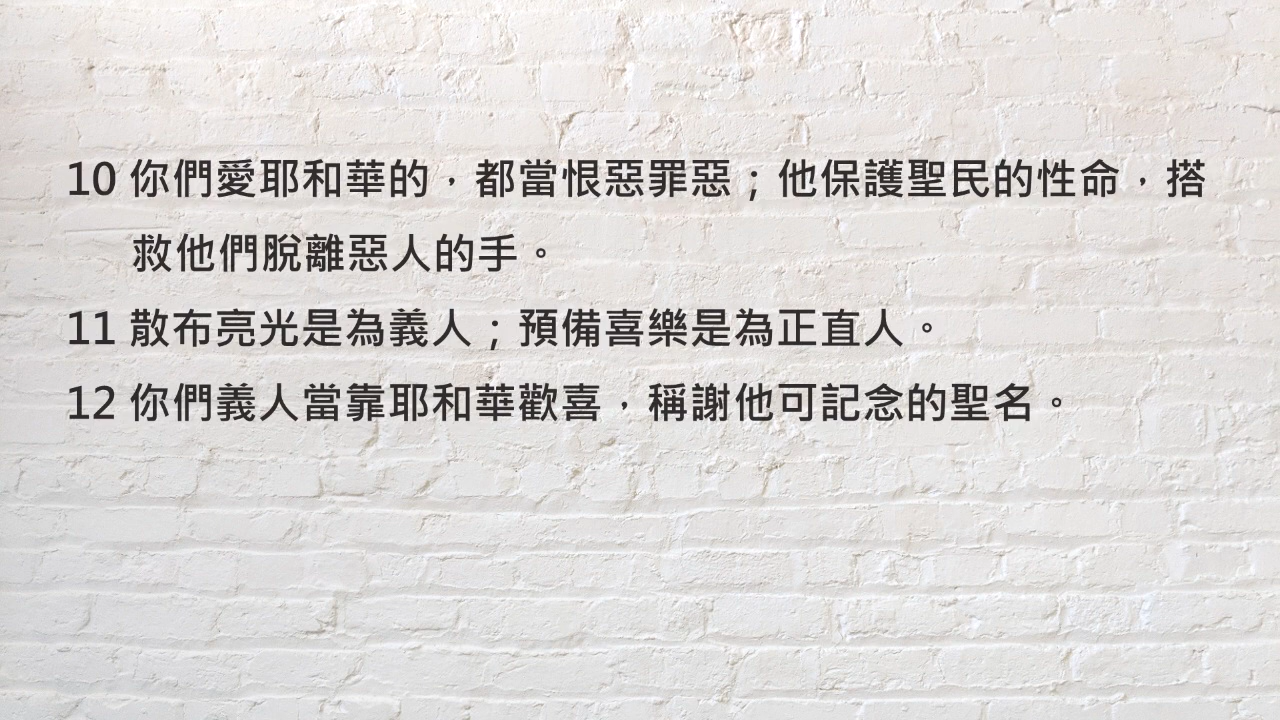 10 你們愛耶和華的，都當恨惡罪惡；他保護聖民的性命，搭
救他們脫離惡人的手。
11 散布亮光是為義人；預備喜樂是為正直人。
12 你們義人當靠耶和華歡喜，稱謝他可記念的聖名。